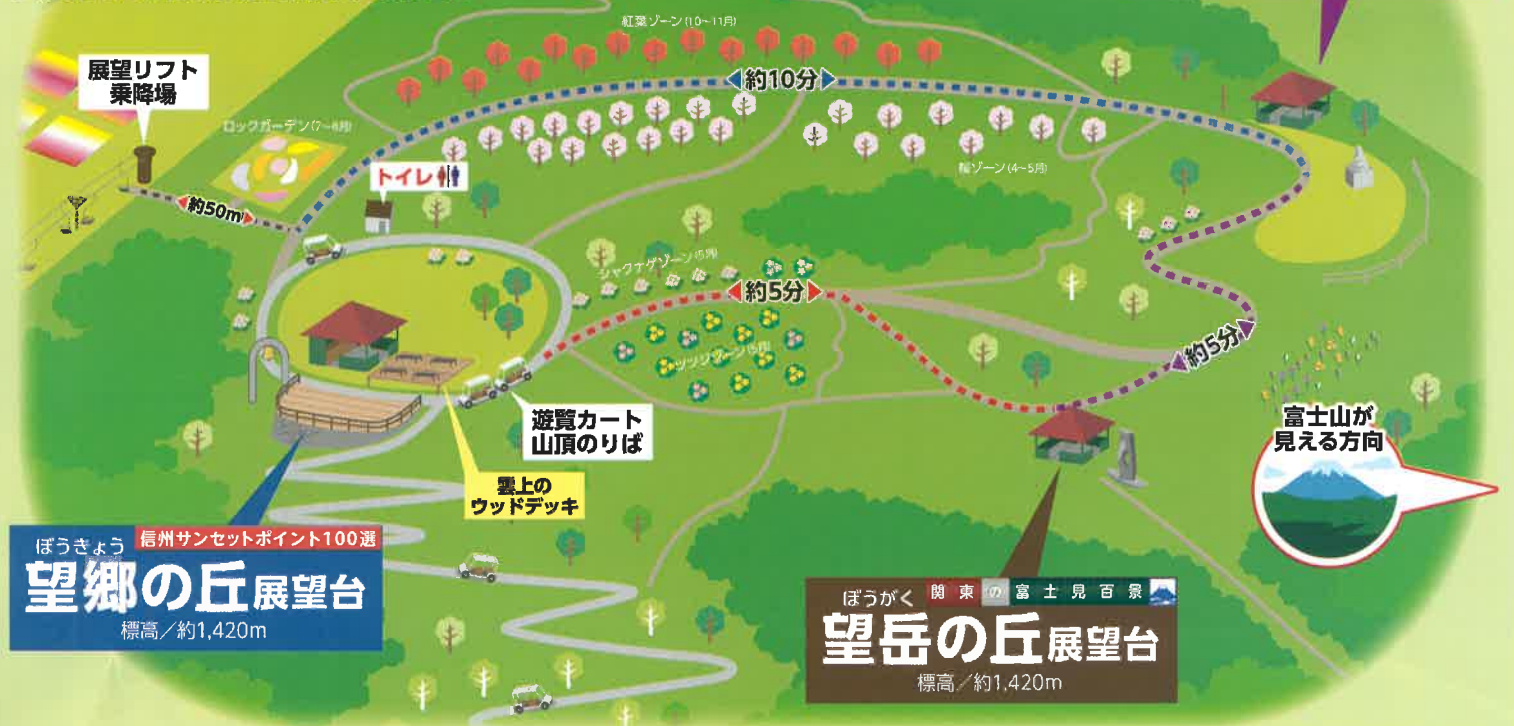 紅葉ゾーン(10~11月)
展望リフト
乗降場
約10分
ロックガーデン(7~8月)
トイレ
桜ゾーン(4~5月)
約50m
シャクナゲゾーン(5月)
約5分
ツツジゾーン(5月)
約5分
遊覧カート
山頂のりば
富士山が
見える方向
雲上の
ウッドデッキ
信州サンセットポイント100選
ぼうきょう
望郷の丘展望台
標高/約1,420m
関東の富士見百景
ぼうがく
望岳の丘展望台
標高/約1,420m